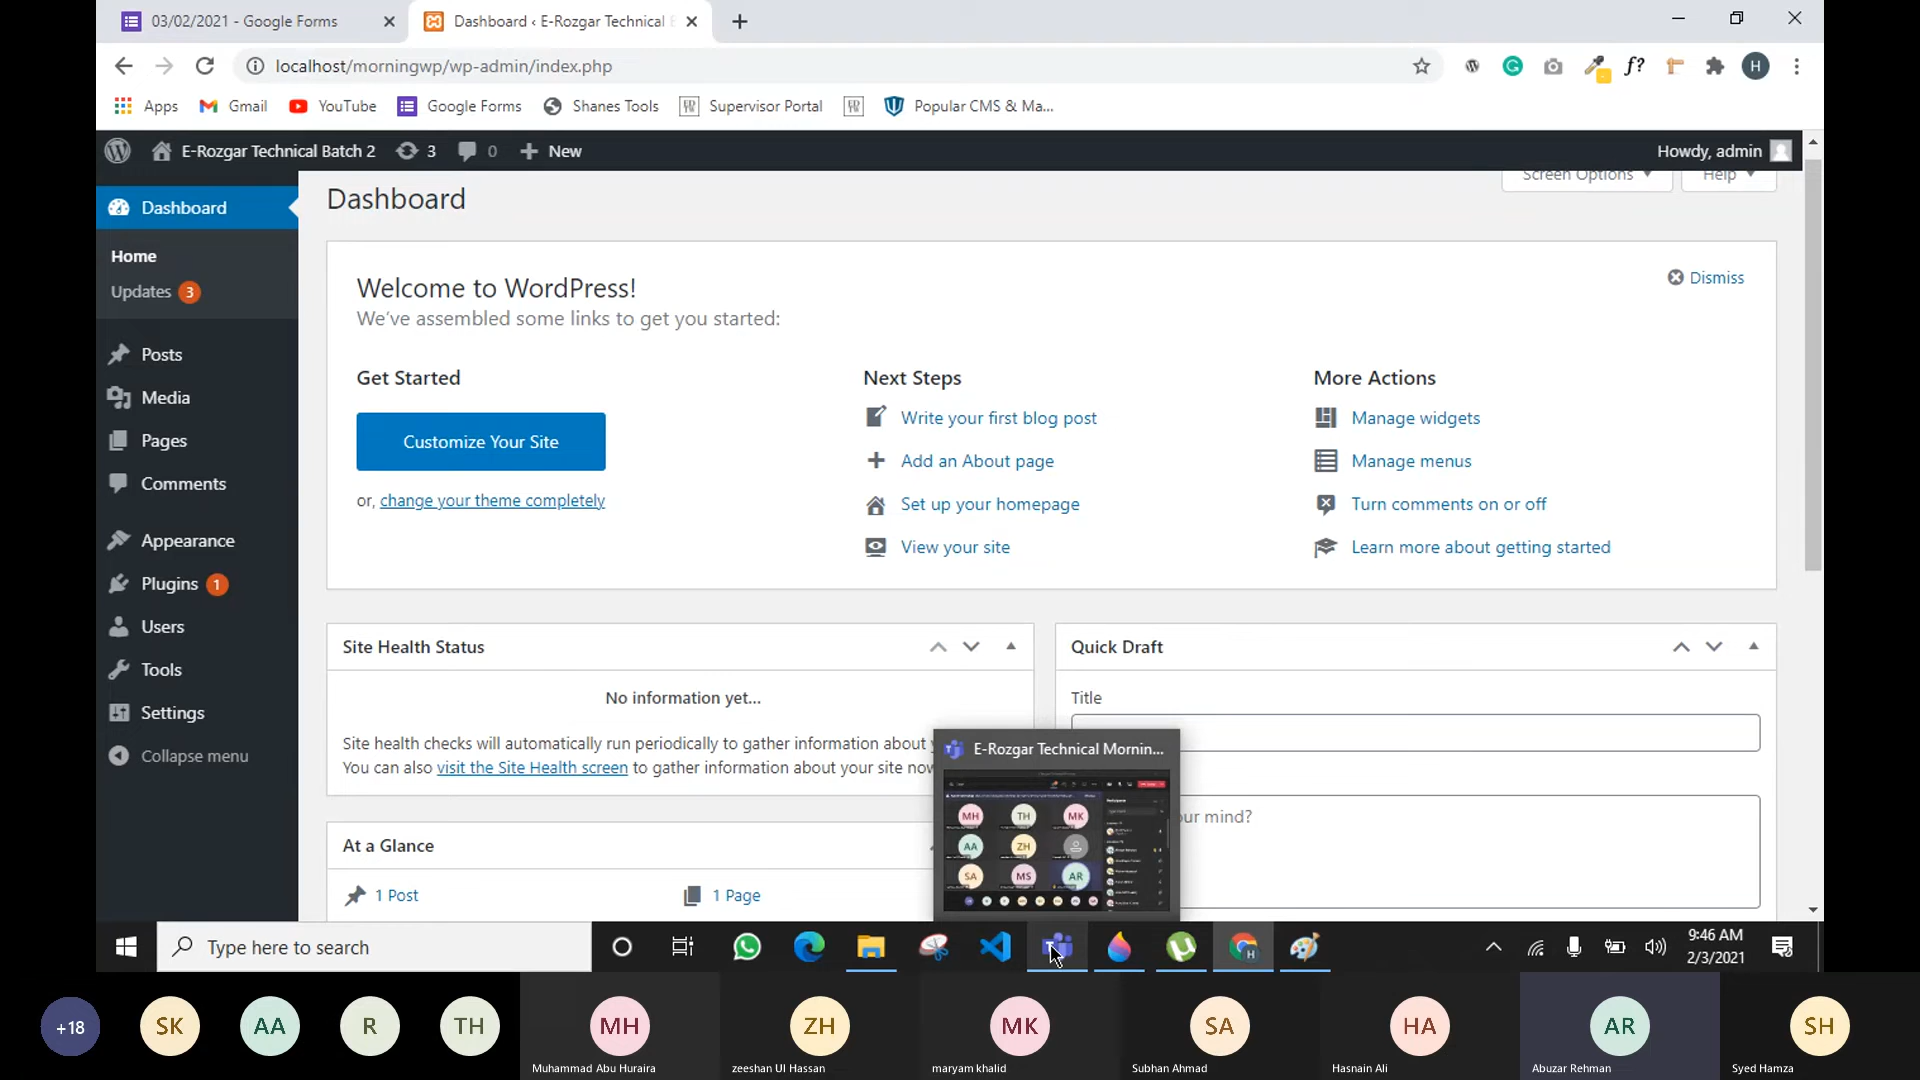 03/02/2021 - Google Forms
Dashboard ‹ E-Rozgar Technical
localhost/morningwp/wp-admin/index.php
f?
H
Apps
Gmail
YouTube
Google Forms
Shanes Tools
Supervisor Portal
Popular CMS & Ma...
E-Rozgar Technical Batch 2
3
0
New
Howdy, admin
Screen Options
Help
Dashboard
Home
Updates 3
Posts
Media
Pages
Comments
Appearance
Plugins 1
Users
Tools
Settings
Collapse menu
Dashboard
Welcome to WordPress!
We've assembled some links to get you started:
Dismiss
Get Started
Customize Your Site
or, change your theme completely
Next Steps
Write your first blog post
Add an About page
Set up your homepage
View your site
More Actions
Manage widgets
Manage menus
Turn comments on or off
Learn more about getting started
Site Health Status
No information yet...
Site health checks will automatically run periodically to gather information about
You can also visit the Site Health screen to gather information about your site now
At a Glance
1 Post
1 Page
Quick Draft
Title
mind?
E-Rozgar Technical Mornin...
MH
TH
MK
AA
ZH
SA
MS
AR
Type here to search
9:46 AM
2/3/2021
+18
SK
AA
R
TH
MH
Muhammad Abu Huraira
ZH
zeeshan Ul Hassan
MK
maryam khalid
SA
Subhan Ahmad
HA
Hasnain Ali
AR
Abuzar Rehman
SH
Syed Hamza